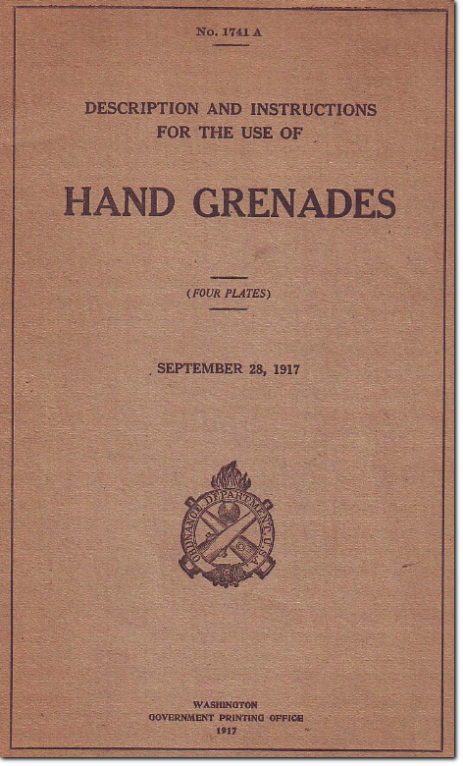 No. 1741 A
DESCRIPTION AND INSTRUCTIONS
FOR THE USE OF
HAND GRENADES
(FOUR PLATES)
SEPTEMBER 28, 1917
ORDNANCE DEPARTMENT, U.S.A.
WASHINGTON
GOVERNMENT PRINTING OFFICE
1917